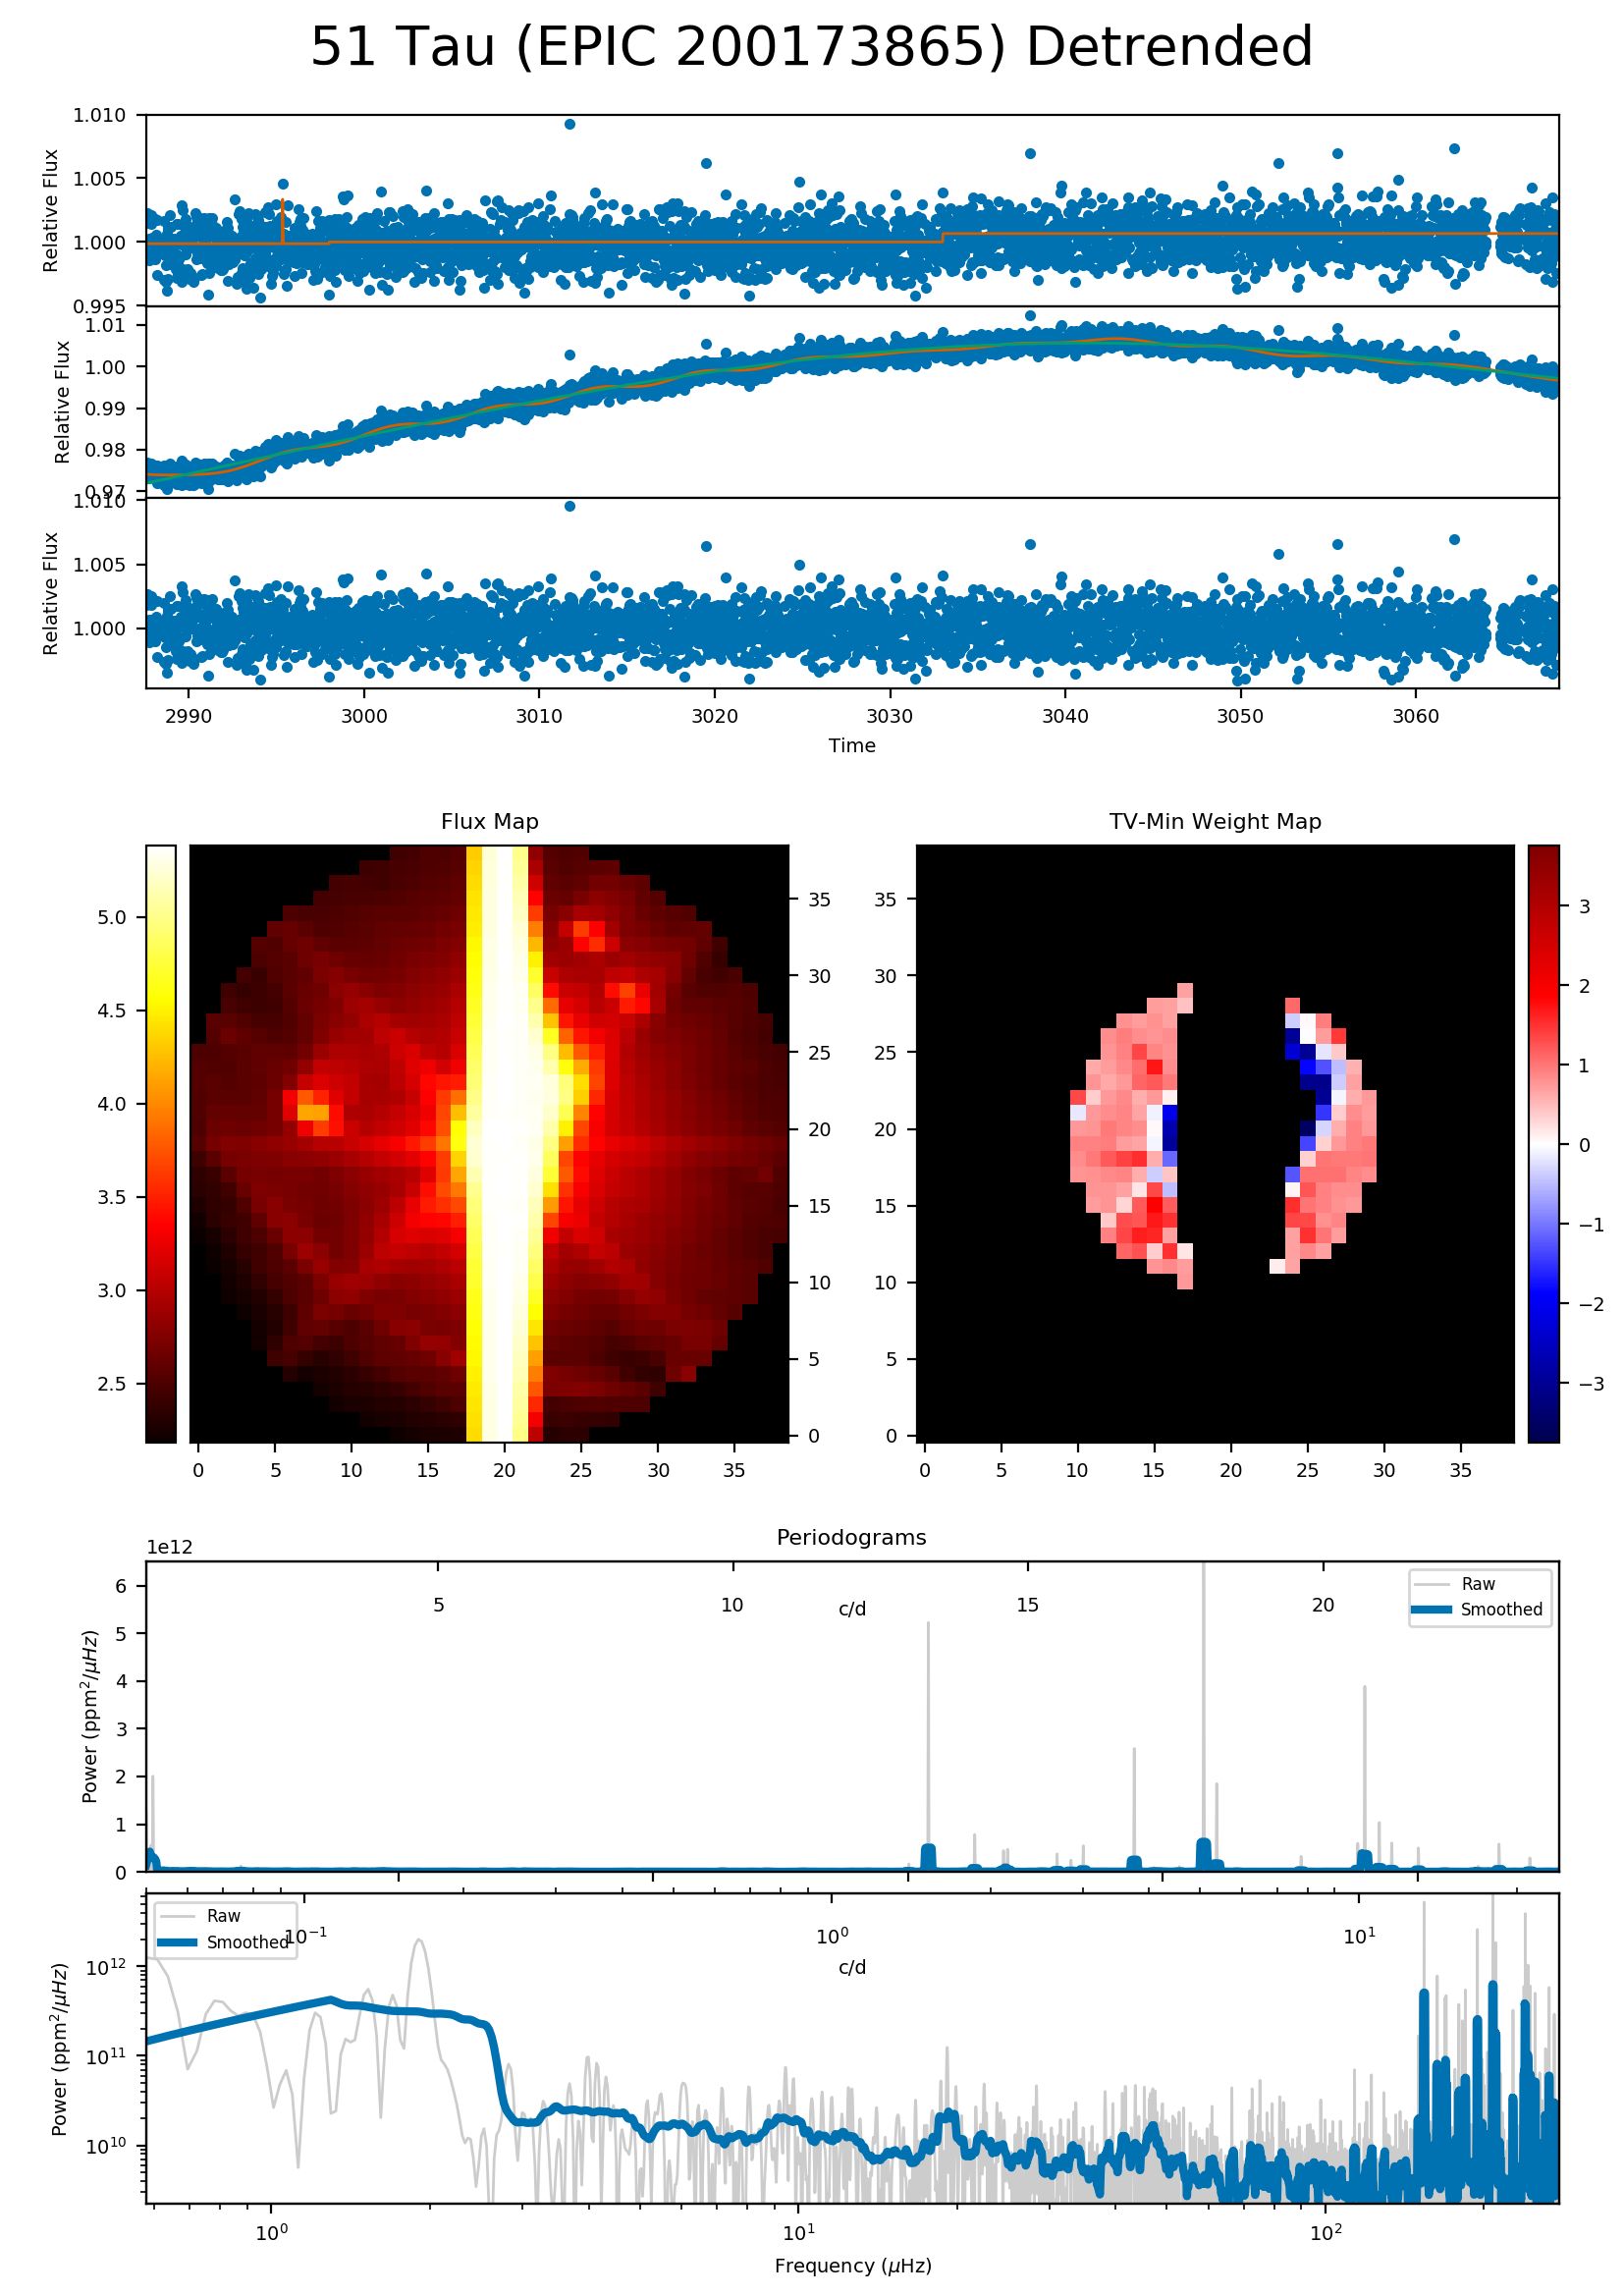 51 Tau (EPIC 200173865) Detrended
1.010
1.005
1.000
0.995
Relative Flux
1.01
1.00
0.99
0.98
0.97
Relative Flux
1.010
1.005
1.000
Relative Flux
2990 3000 3010 3020 3030 3040 3050 3060
Time
Flux Map
5.0
4.5
4.0
3.5
3.0
2.5
35
30
25
20
15
10
5
0
0 5 10 15 20 25 30 35
TV-Min Weight Map
35
30
25
20
15
10
5
0
0 5 10 15 20 25 30 35
3
2
1
0
−1
−2
−3
Periodograms
1e12
6
5
4
3
2
1
0
Power (ppm²/μHz)
5 10 15 20
c/d
Raw
Smoothed
Raw
Smoothed
10⁻¹ 10⁰ 10¹
c/d
10¹²
10¹¹
10¹⁰
Power (ppm²/μHz)
10⁰ 10¹ 10²
Frequency (μHz)